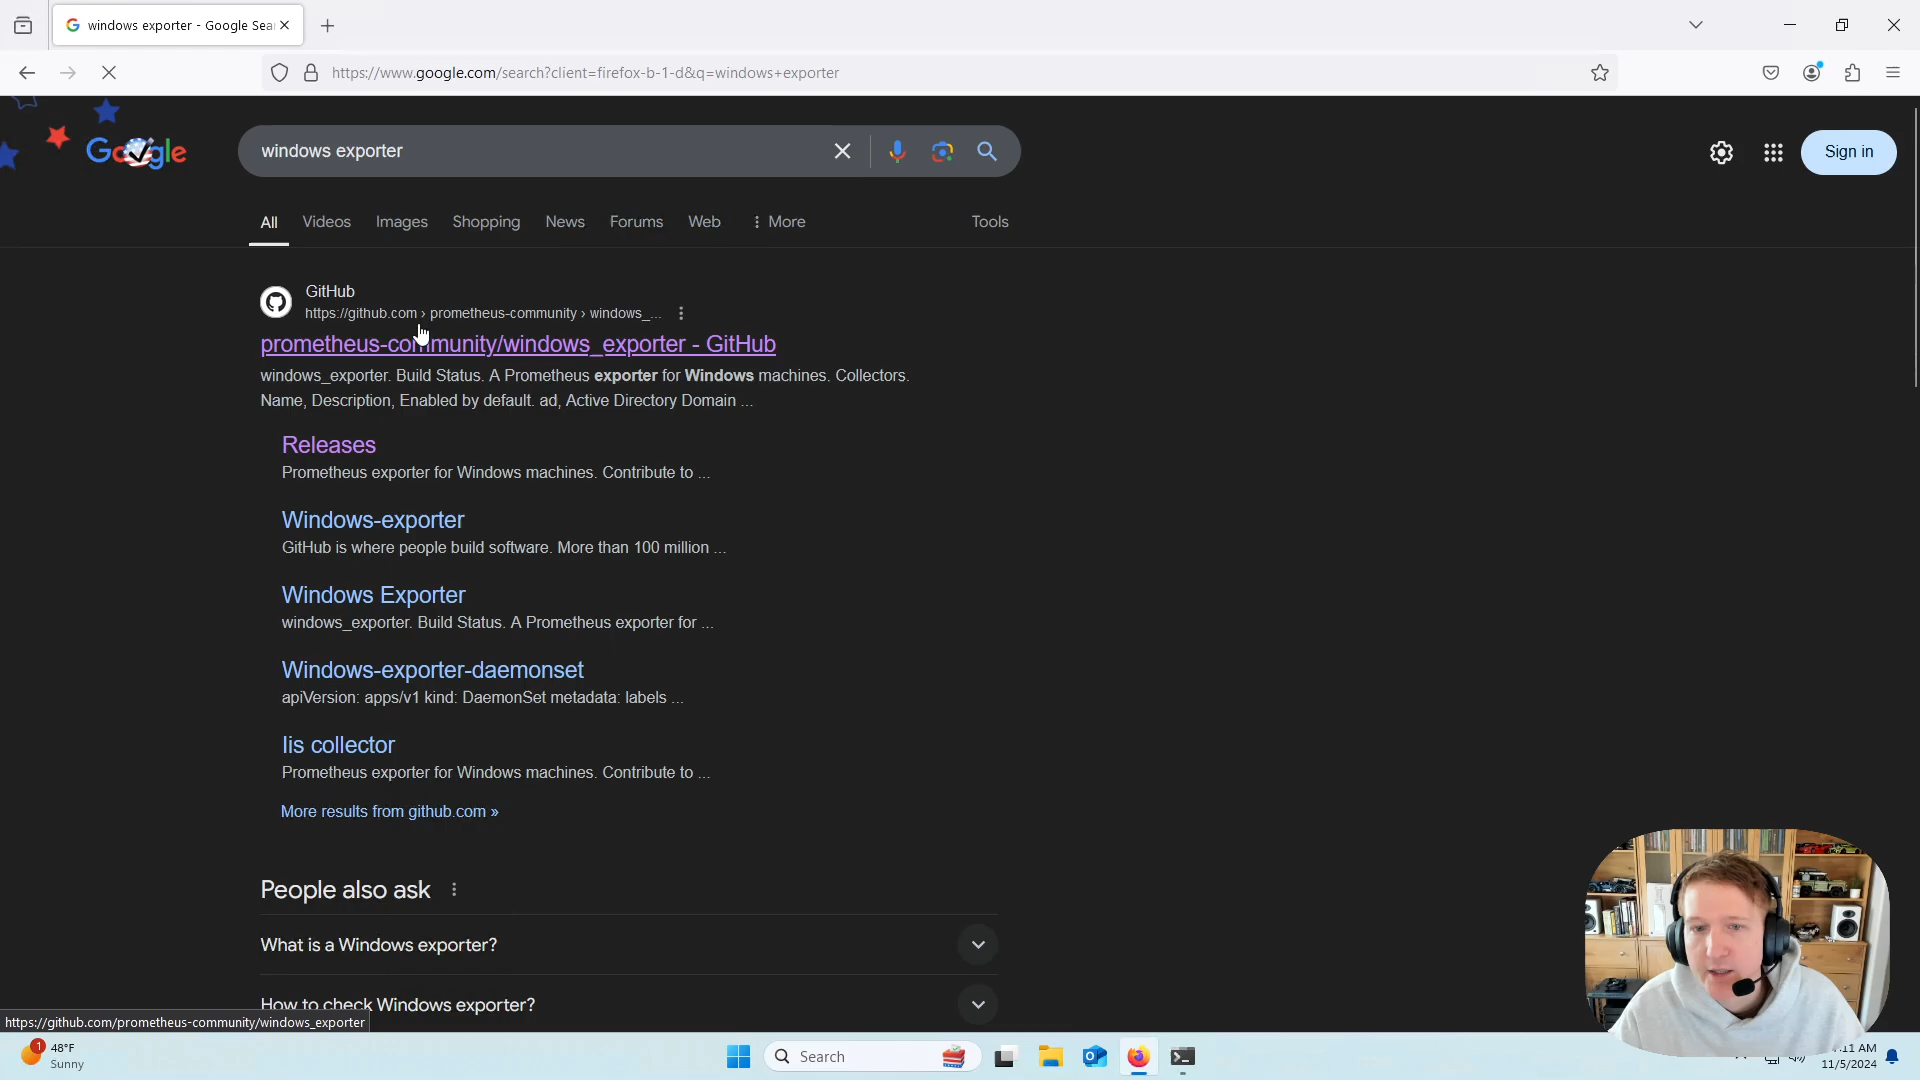 windows exporter - Google Sea
https://www.google.com/search?client=firefox-b-1-d&q=windows+exporter
Google
windows exporter
Sign in
All
Videos
Images
Shopping
News
Forums
Web
More
Tools
GitHub
https://github.com › prometheus-community › windows_...
prometheus-community/windows_exporter - GitHub
windows_exporter. Build Status. A Prometheus exporter for Windows machines. Collectors.
Name, Description, Enabled by default. ad, Active Directory Domain ...
Releases
Prometheus exporter for Windows machines. Contribute to ...
Windows-exporter
GitHub is where people build software. More than 100 million ...
Windows Exporter
windows_exporter. Build Status. A Prometheus exporter for ...
Windows-exporter-daemonset
apiVersion: apps/v1 kind: DaemonSet metadata: labels ...
Iis collector
Prometheus exporter for Windows machines. Contribute to ...
More results from github.com »
People also ask
What is a Windows exporter?
How to check Windows exporter?
https://github.com/prometheus-community/windows_exporter
1
48°F
Sunny
Search
11 AM
11/5/2024